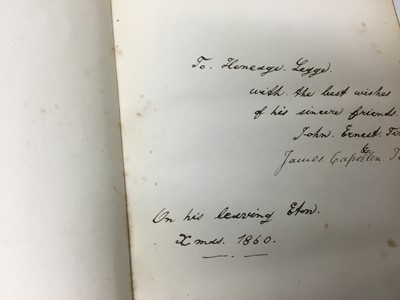 To. Heneage. Legge.
with the best wishes
of his sincere friends.
John. Ernest.
James.
On his leaving Eton.
Xmas. 1860.